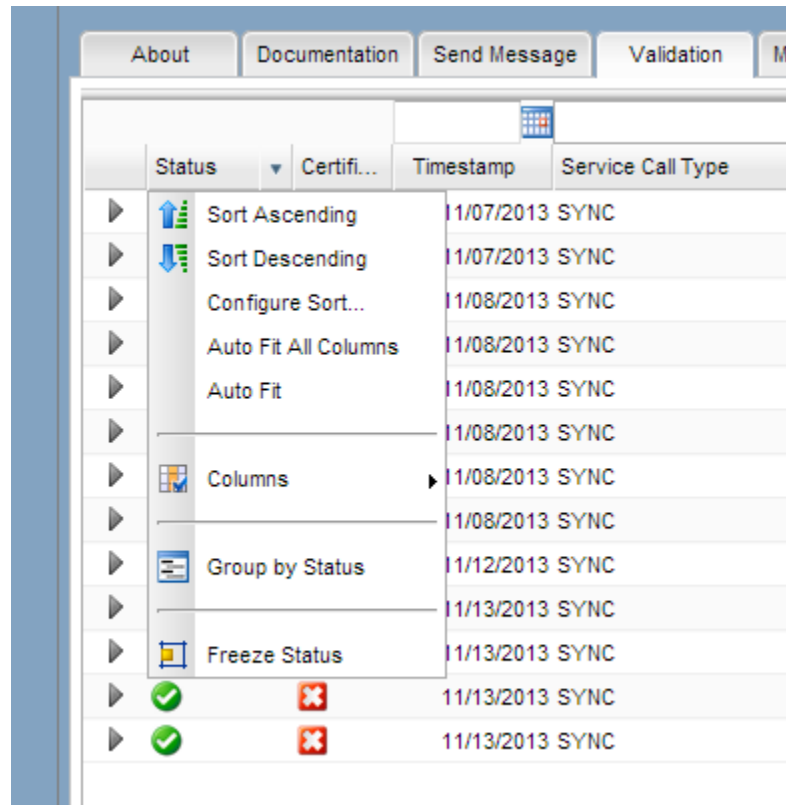 About Documentation Send Message Validation
Status Certifi... Timestamp Service Call Type
Sort Ascending 11/07/2013 SYNC
Sort Descending 11/07/2013 SYNC
Configure Sort... 11/08/2013 SYNC
Auto Fit All Columns 11/08/2013 SYNC
Auto Fit 11/08/2013 SYNC
11/08/2013 SYNC
Columns 11/08/2013 SYNC
11/08/2013 SYNC
Group by Status 11/12/2013 SYNC
11/13/2013 SYNC
Freeze Status 11/13/2013 SYNC
11/13/2013 SYNC
11/13/2013 SYNC